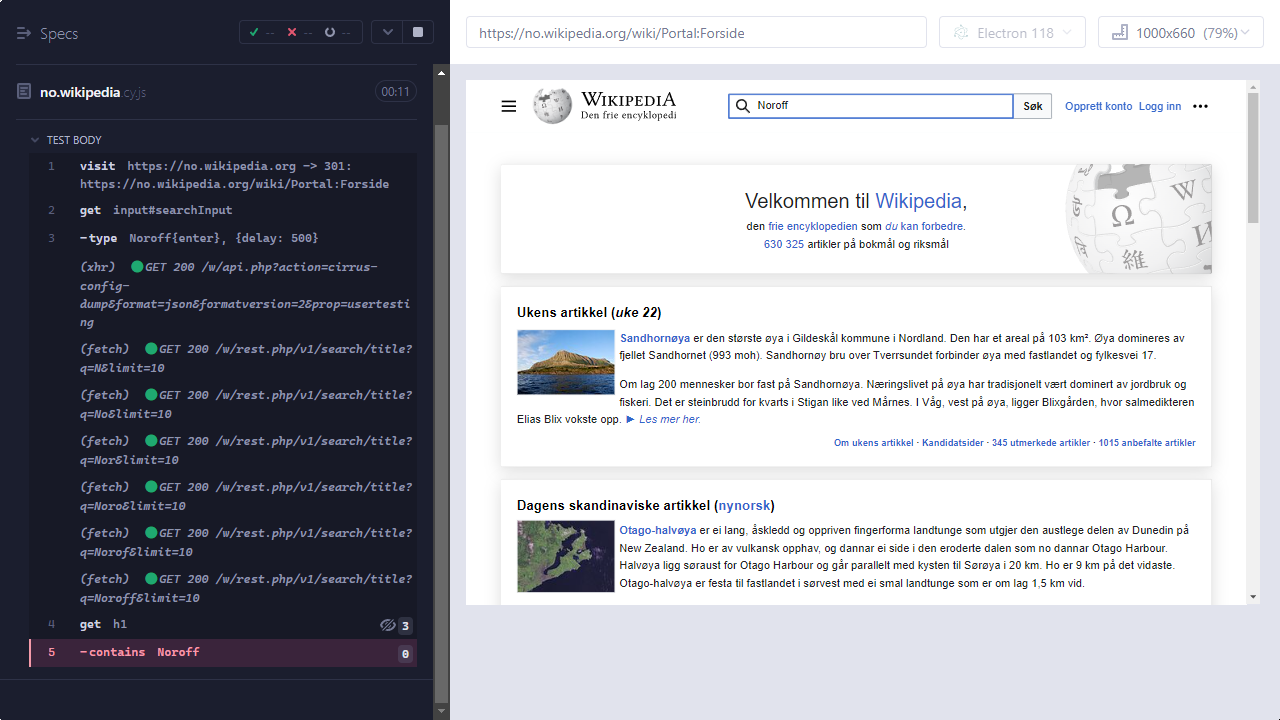 Specs
-- -- --
no.wikipedia.cy.js
00:11
TEST BODY
1 visit https://no.wikipedia.org -> 301:
https://no.wikipedia.org/wiki/Portal:Forside
2 get input#searchInput
3 -type Noroff{enter}, {delay: 500}
(xhr) GET 200 /w/api.php?action=cirrus-
config-
dump&format=json&formatversion=2&prop=usertesti
ng
(fetch) GET 200 /w/rest.php/v1/search/title?
q=N&limit=10
(fetch) GET 200 /w/rest.php/v1/search/title?
q=No&limit=10
(fetch) GET 200 /w/rest.php/v1/search/title?
q=Nor&limit=10
(fetch) GET 200 /w/rest.php/v1/search/title?
q=Noro&limit=10
(fetch) GET 200 /w/rest.php/v1/search/title?
q=Norof&limit=10
(fetch) GET 200 /w/rest.php/v1/search/title?
q=Noroff&limit=10
4 get h1 3
5 -contains Noroff 0
https://no.wikipedia.org/wiki/Portal:Forside
Electron 118
1000x660 (79%)
WIKIPEDIA
Den frie encyklopedi
Noroff
Søk
Opprett konto Logg inn
Velkommen til Wikipedia,
den frie encyklopedien som du kan forbedre.
630 325 artikler på bokmål og riksmål
Ω
W
維
Ukens artikkel (uke 22)
Sandhornøya er den største øya i Gildeskål kommune i Nordland. Den har et areal på 103 km². Øya domineres av
fjellet Sandhornet (993 moh). Sandhornøy bru over Tverrsundet forbinder øya med fastlandet og fylkesvei 17.
Om lag 200 mennesker bor fast på Sandhornøya. Næringslivet på øya har tradisjonelt vært dominert av jordbruk og
fiskeri. Det er steinbrudd for kvarts i Stigan like ved Mårnes. I Våg, vest på øya, ligger Blixgården, hvor salmedikteren
Elias Blix vokste opp. ► Les mer her.
Om ukens artikkel · Kandidatsider · 345 utmerkede artikler · 1015 anbefalte artikler
Dagens skandinaviske artikkel (nynorsk)
Otago-halvøya er ei lang, åskledd og oppriven fingerforma landtunge som utgjer den austlege delen av Dunedin på
New Zealand. Ho er av vulkansk opphav, og dannar ei side i den eroderte dalen som no dannar Otago Harbour.
Halvøya ligg søraust for Otago Harbour og går parallelt med kysten til Sørøya i 20 km. Ho er 9 km på det vidaste.
Otago-halvøya er festa til fastlandet i sørvest med ei smal landtunge som er om lag 1,5 km vid.